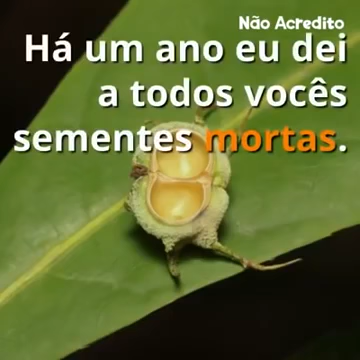 Não Acredito
Há um ano eu dei
a todos vocês
sementes mortas.